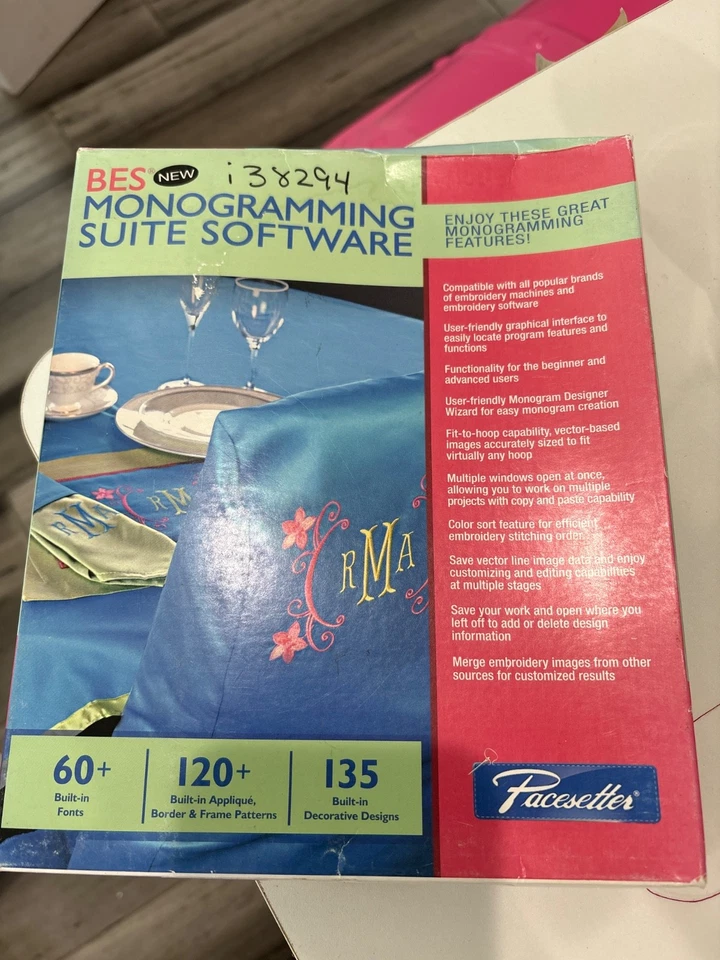 BES® NEW i38294
MONOGRAMMING
SUITE SOFTWARE
ENJOY THESE GREAT
MONOGRAMMING
FEATURES!
Compatible with all popular brands
of embroidery machines and
embroidery software
User-friendly graphical interface to
easily locate program features and
functions
Functionality for the beginner and
advanced users
User-friendly Monogram Designer
Wizard for easy monogram creation
Fit-to-hoop capability, vector-based
images accurately sized to fit
virtually any hoop
Multiple windows open at once,
allowing you to work on multiple
projects with copy and paste capability
Color sort feature for efficient
embroidery stitching order
Save vector line image data and enjoy
customizing and editing capabilities
at multiple stages
Save your work and open where you
left off to add or delete design
information
Merge embroidery images from other
sources for customized results
RMA
RM
RMA
60+
Built-in
Fonts
120+
Built-in Appliqué,
Border & Frame Patterns
135
Built-in
Decorative Designs
Pacesetter®